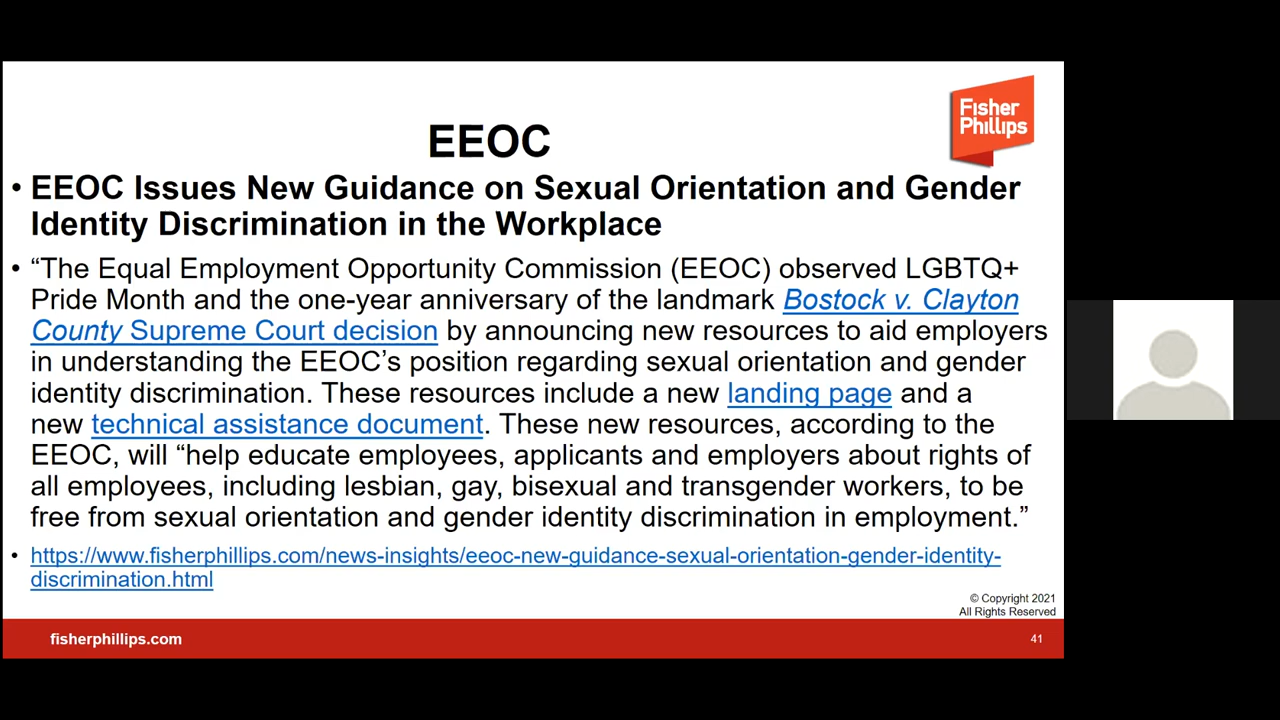 Fisher
Phillips
EEOC
• EEOC Issues New Guidance on Sexual Orientation and Gender
Identity Discrimination in the Workplace
• “The Equal Employment Opportunity Commission (EEOC) observed LGBTQ+
Pride Month and the one-year anniversary of the landmark Bostock v. Clayton
County Supreme Court decision by announcing new resources to aid employers
in understanding the EEOC’s position regarding sexual orientation and gender
identity discrimination. These resources include a new landing page and a
new technical assistance document. These new resources, according to the
EEOC, will “help educate employees, applicants and employers about rights of
all employees, including lesbian, gay, bisexual and transgender workers, to be
free from sexual orientation and gender identity discrimination in employment.”
• https://www.fisherphillips.com/news-insights/eeoc-new-guidance-sexual-orientation-gender-identity-
discrimination.html
© Copyright 2021
All Rights Reserved
fisherphillips.com
41